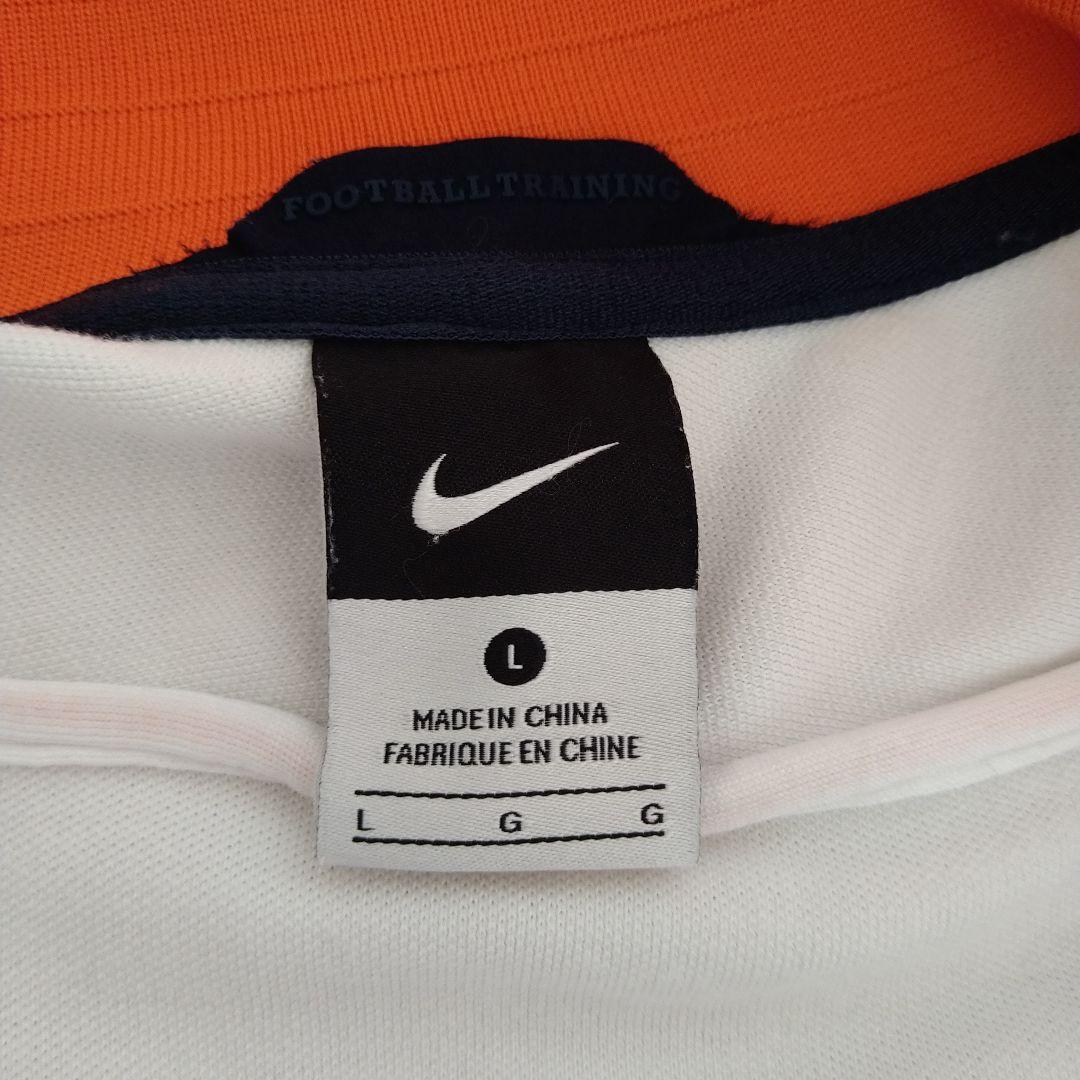 FOOTBALL TRAINING
L
MADE IN CHINA
FABRIQUE EN CHINE
L G G